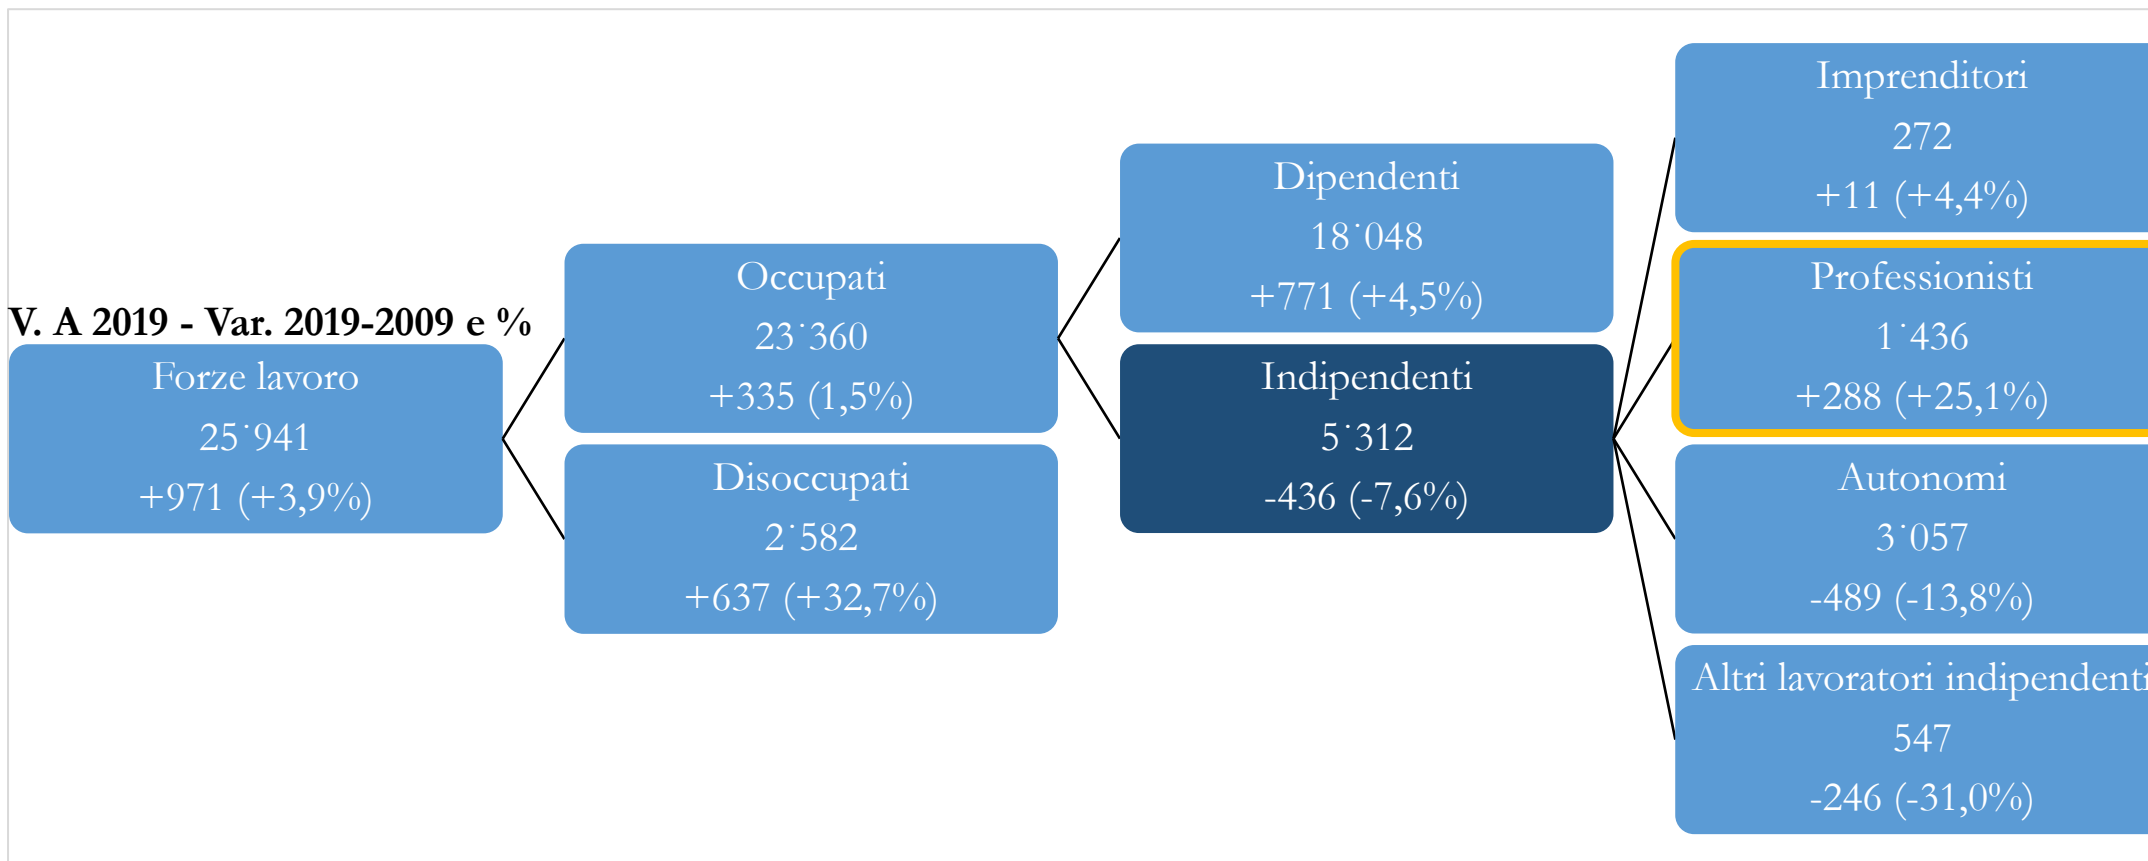 V. A 2019 - Var. 2019-2009 e %
Forze lavoro
25˙941
+971 (+3,9%)
Occupati
23˙360
+335 (1,5%)
Disoccupati
2˙582
+637 (+32,7%)
Dipendenti
18˙048
+771 (+4,5%)
Indipendenti
5˙312
-436 (-7,6%)
Imprenditori
272
+11 (+4,4%)
Professionisti
1˙436
+288 (+25,1%)
Autonomi
3˙057
-489 (-13,8%)
Altri lavoratori indipendenti
547
-246 (-31,0%)